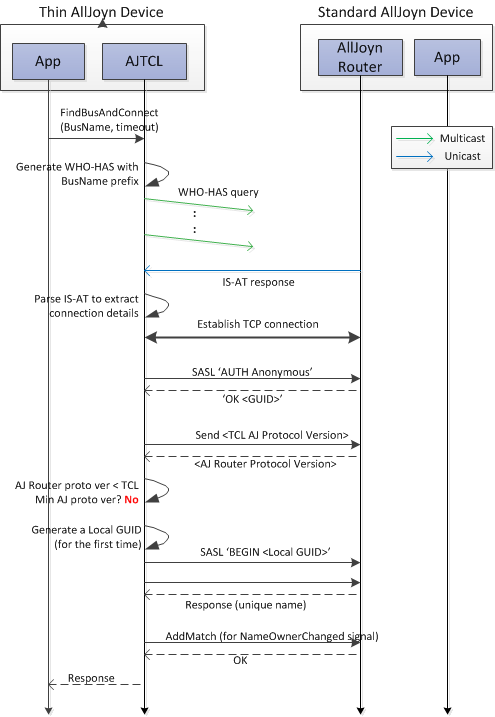 Thin AllJoyn Device
Standard AllJoyn Device
App
AJTCL
AllJoyn
Router
App
FindBusAndConnect
(BusName, timeout)
Multicast
Unicast
Generate WHO-HAS with
BusName prefix
WHO-HAS query
:
:
IS-AT response
Parse IS-AT to extract
connection details
Establish TCP connection
SASL ‘AUTH Anonymous’
‘OK <GUID>’
Send <TCL AJ Protocol Version>
<AJ Router Protocol Version>
AJ Router proto ver < TCL
Min AJ proto ver? No
Generate a Local GUID
(for the first time)
SASL ‘BEGIN <Local GUID>’
Response (unique name)
AddMatch (for NameOwnerChanged signal)
OK
Response